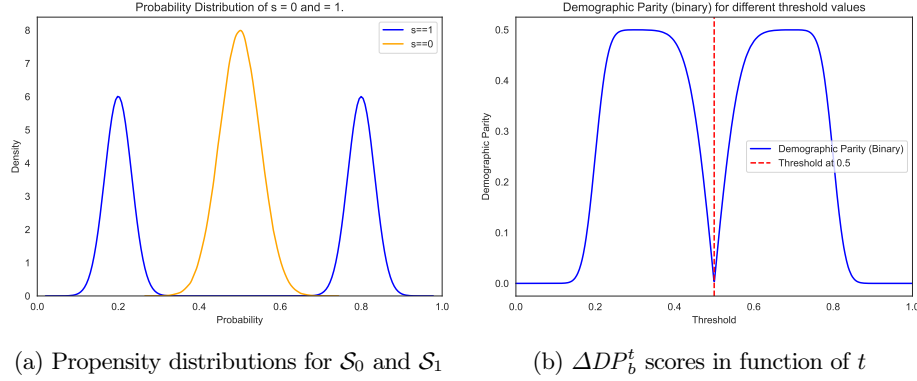 Probability Distribution of s = 0 and = 1.
8
7
6
5
4
3
2
1
0
Density
s==1
s==0
0.0 0.2 0.4 0.6 0.8 1.0
Probability
(a) Propensity distributions for 𝒮₀ and 𝒮₁
Demographic Parity (binary) for different threshold values
0.5
0.4
0.3
0.2
0.1
0.0
Demographic Parity
Demographic Parity (Binary)
Threshold at 0.5
0.0 0.2 0.4 0.6 0.8 1.0
Threshold
(b) ΔDP_b^t scores in function of t